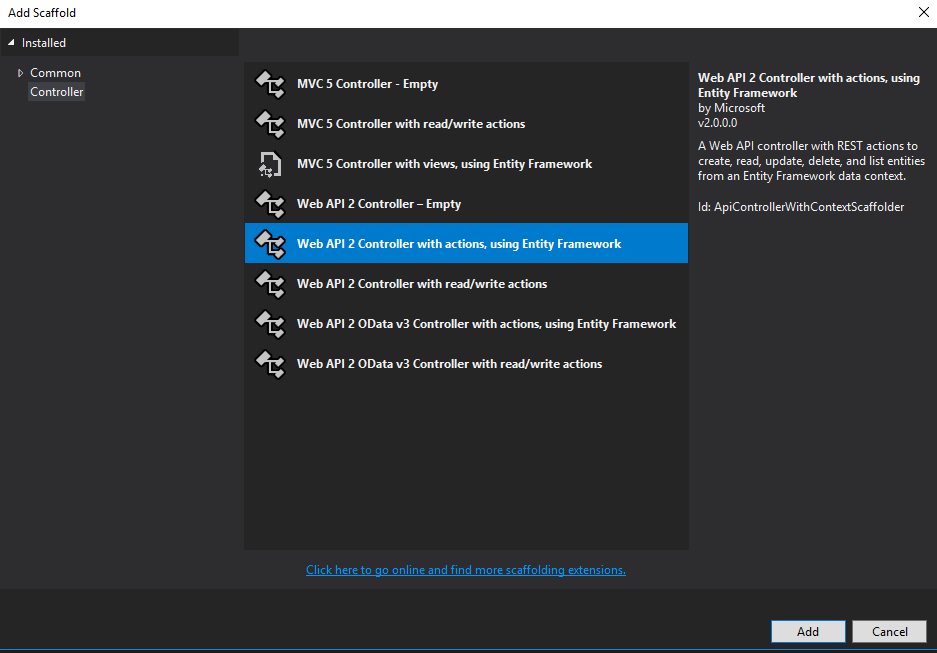 Add Scaffold
Installed
Common
Controller
MVC 5 Controller - Empty
MVC 5 Controller with read/write actions
MVC 5 Controller with views, using Entity Framework
Web API 2 Controller – Empty
Web API 2 Controller with actions, using Entity Framework
Web API 2 Controller with read/write actions
Web API 2 OData v3 Controller with actions, using Entity Framework
Web API 2 OData v3 Controller with read/write actions
Web API 2 Controller with actions, using
Entity Framework
by Microsoft
v2.0.0.0
A Web API controller with REST actions to
create, read, update, delete, and list entities
from an Entity Framework data context.
Id: ApiControllerWithContextScaffolder
Click here to go online and find more scaffolding extensions.
Add
Cancel